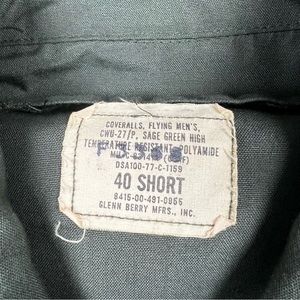 COVERALLS, FLYING MEN'S,
CWU-27/P, SAGE GREEN HIGH
TEMPERATURE RESISTANT, POLYAMIDE
DSA100-77-C-1159
40 SHORT
8415-00-491-0956
GLENN BERRY MFRS., INC.